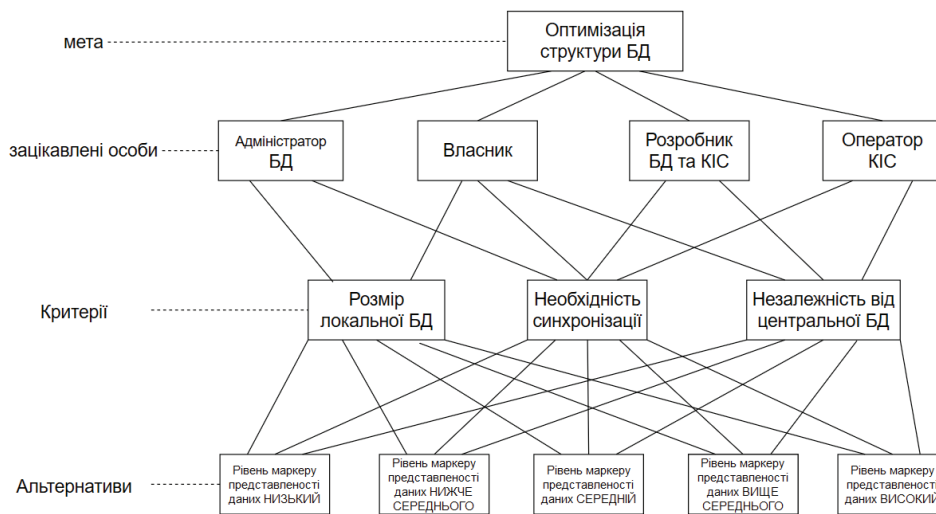 мета
Оптимізація
структури БД
зацікавлені особи
Адміністратор
БД
Власник
Розробник
БД та КІС
Оператор
КІС
Критерії
Розмір
локальної БД
Необхідність
синхронізації
Незалежність від
центральної БД
Альтернативи
Рівень маркеру
представленості
даних НИЗЬКИЙ
Рівень маркеру
представленості
даних НИЖЧЕ
СЕРЕДНЬОГО
Рівень маркеру
представленості
даних СЕРЕДНІЙ
Рівень маркеру
представленості
даних ВИЩЕ
СЕРЕДНЬОГО
Рівень маркеру
представленості
даних ВИСОКИЙ